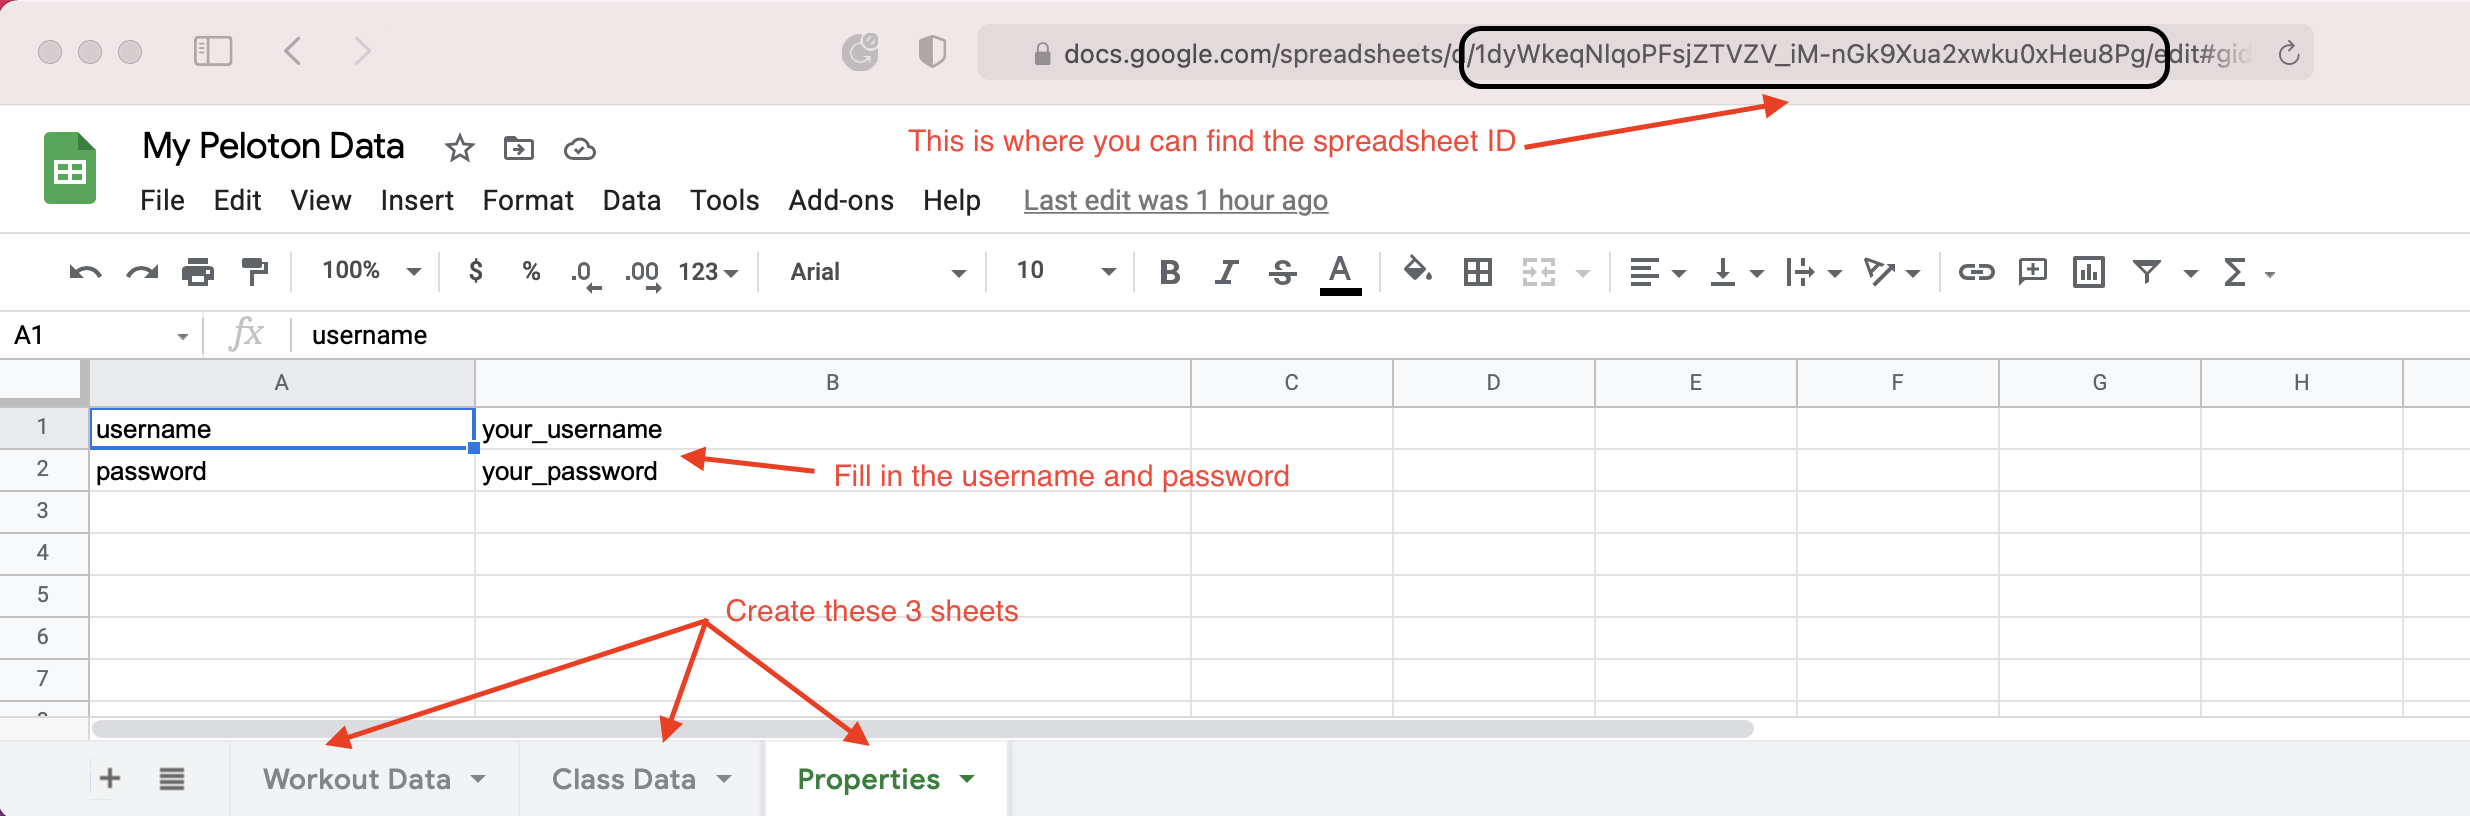 docs.google.com/spreadsheets/d/1dyWkeqNlqoPFsjZTVZV_iM-nGk9Xua2xwku0xHeu8Pg/edit#gid
My Peloton Data
This is where you can find the spreadsheet ID
File Edit View Insert Format Data Tools Add-ons Help Last edit was 1 hour ago
100% $ % .0 .00 123 Arial 10 B I S A Σ
A1 fx username
A B C D E F G H
1 username your_username
2 password your_password
Fill in the username and password
3
4
5
Create these 3 sheets
6
7
+ Workout Data Class Data Properties